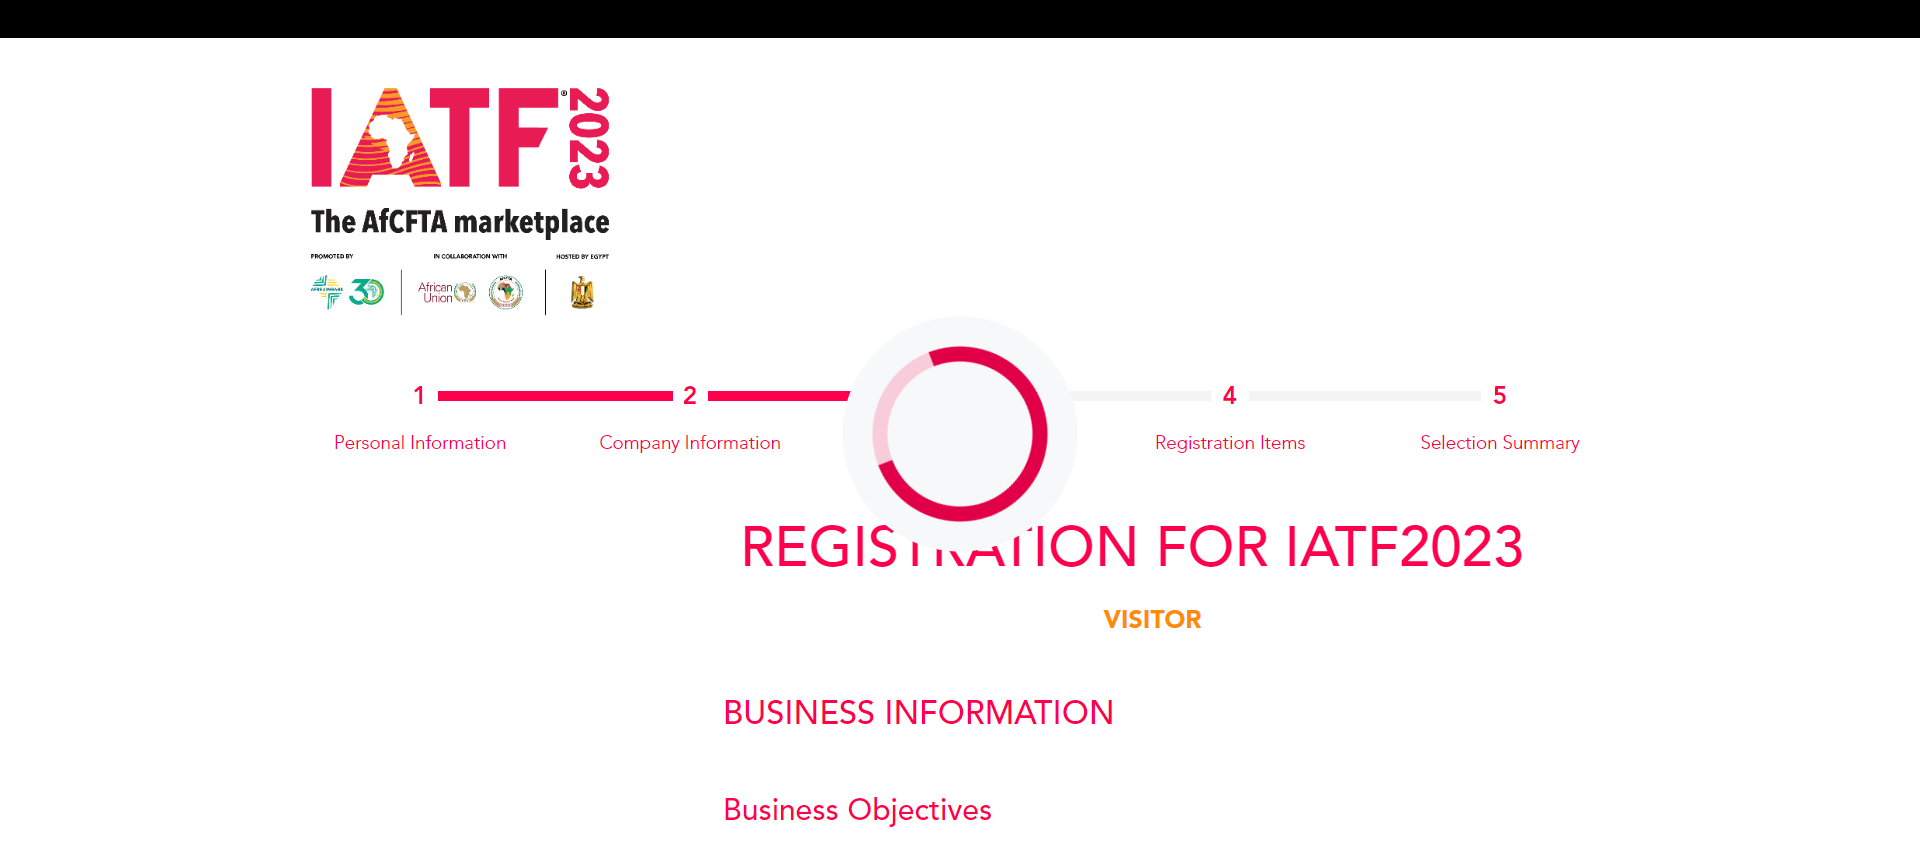 IATF® 2023
The AfCFTA marketplace
PROMOTED BY
IN COLLABORATION WITH
HOSTED BY EGYPT
30
African
Union
1
2
4
5
Personal Information
Company Information
Registration Items
Selection Summary
REGISTRATION FOR IATF2023
VISITOR
BUSINESS INFORMATION
Business Objectives